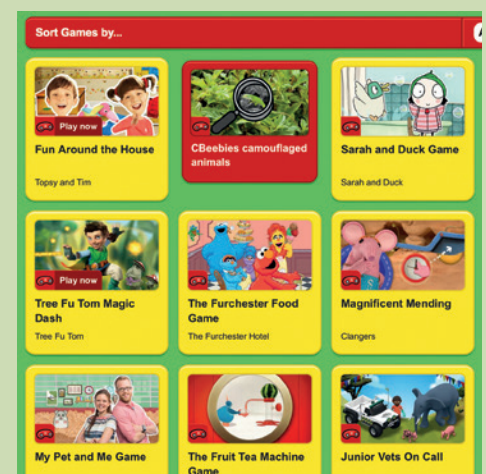 Sort Games by...
Play now
Fun Around the House
Topsy and Tim
CBeebies camouflaged
animals
Sarah and Duck Game
Sarah and Duck
Play now
Tree Fu Tom Magic
Dash
Tree Fu Tom
The Furchester Food
Game
The Furchester Hotel
Magnificent Mending
Clangers
My Pet and Me Game
The Fruit Tea Machine
Game
Junior Vets On Call